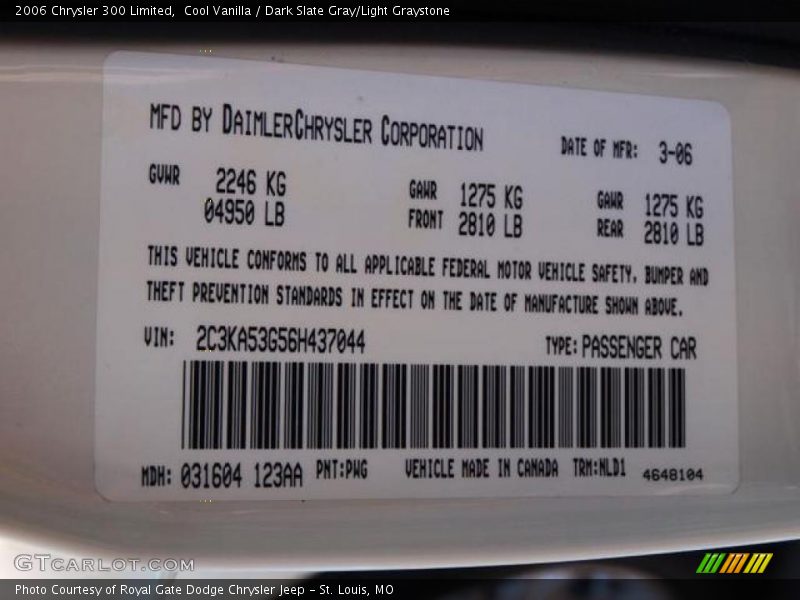 2006 Chrysler 300 Limited,  Cool Vanilla / Dark Slate Gray/Light Graystone
MFD BY DAIMLERCHRYSLER CORPORATION
DATE OF MFR: 3-06
GVWR 2246 KG
04950 LB
GAWR 1275 KG
FRONT 2810 LB
GAWR 1275 KG
REAR 2810 LB
THIS VEHICLE CONFORMS TO ALL APPLICABLE FEDERAL MOTOR VEHICLE SAFETY, BUMPER AND
THEFT PREVENTION STANDARDS IN EFFECT ON THE DATE OF MANUFACTURE SHOWN ABOVE.
VIN: 2C3KA53G56H437044
TYPE: PASSENGER CAR
MDH: 031604 123AA PNT:PWG VEHICLE MADE IN CANADA TRM:NLD1 4648104
GTCARLOT.COM
Photo Courtesy of Royal Gate Dodge Chrysler Jeep - St. Louis, MO